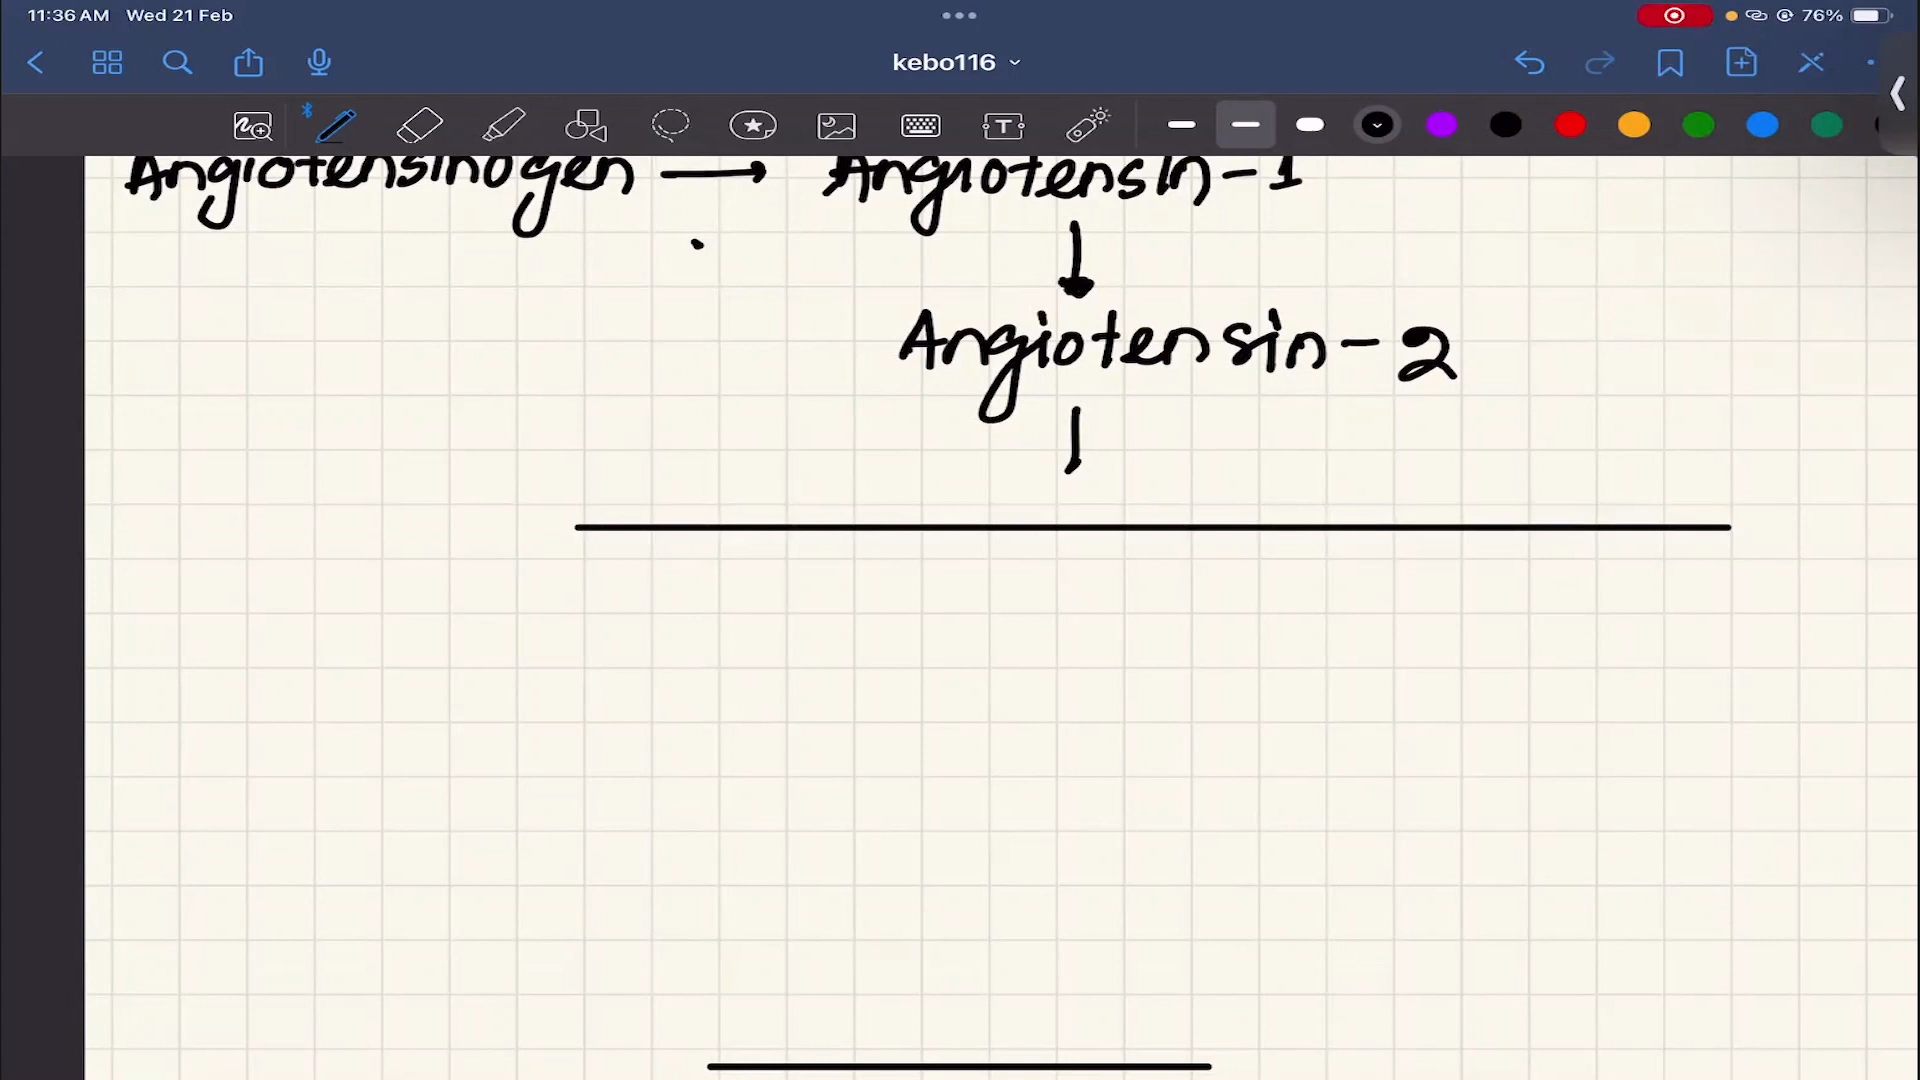 11:36 AM Wed 21 Feb
76%
kebo116
T
Angiotensinogen → Angiotensin-1
↓
Angiotensin-2